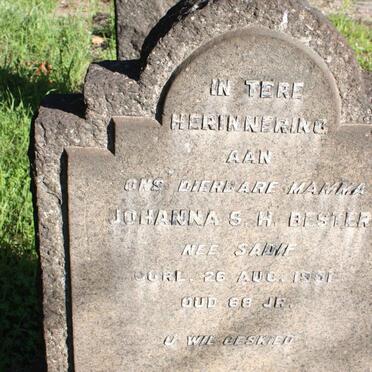 IN TERE
HERINNERING
AAN
ONS DIERBARE MAMMA
JOHANNA S. H. BESTER
NEE SADIE
OORL. 26 AUG. 1951
OUD 68 JR.
U WIL GESKIED